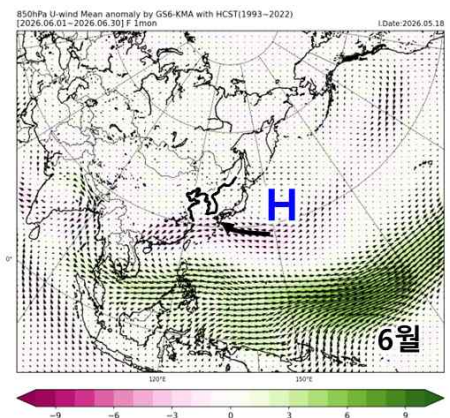 850hPa U-wind Mean anomaly by GS6-KMA with HCST(1993~2022)
[2026.06.01~2026.06.30] F 1mon
I.Date:2026.05.18
H
0°
6월
120°E 150°E
-9 -6 -3 0 3 6 9